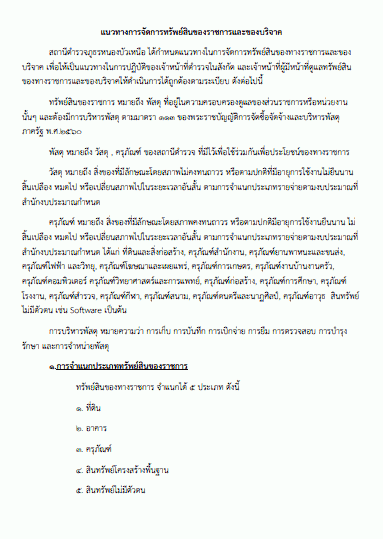 แนวทางการจัดการทรัพย์สินของราชการและของบริจาค
สถานีตำรวจภูธรหนองบัวเหนือ ได้กำหนดแนวทางในการจัดการทรัพย์สินของทางราชการและของ
บริจาค เพื่อให้เป็นแนวทางในการปฏิบัติของเจ้าหน้าที่ตำรวจในสังกัด และเจ้าหน้าที่ผู้มีหน้าที่ดูแลทรัพย์สิน
ของทางราชการและของบริจาคให้ดำเนินการได้ถูกต้องตามระเบียบ ดังต่อไปนี้
ทรัพย์สินของราชการ หมายถึง พัสดุ ที่อยู่ในความครอบครองดูแลของส่วนราชการหรือหน่วยงาน
นั้นๆ และต้องมีการบริหารพัสดุ ตามมาตรา ๑๑๓ ของพระราชบัญญัติการจัดซื้อจัดจ้างและบริหารพัสดุ
ภาครัฐ พ.ศ.๒๕๖๐
พัสดุ หมายถึง วัสดุ , ครุภัณฑ์ ของสถานีตำรวจ ที่มีไว้เพื่อใช้ร่วมกันเพื่อประโยชน์ของทางราชการ
วัสดุ หมายถึง สิ่งของที่มีลักษณะโดยสภาพไม่คงทนถาวร หรือตามปกติมีอายุการใช้งานไม่ยืนนาน
สิ้นเปลือง หมดไป หรือเปลี่ยนสภาพไปในระยะเวลาอันสั้น ตามการจำแนกประเภทรายจ่ายตามงบประมาณที่
สำนักงบประมาณกำหนด
ครุภัณฑ์ หมายถึง สิ่งของที่มีลักษณะโดยสภาพคงทนถาวร หรือตามปกติมีอายุการใช้งานยืนนาน ไม่
สิ้นเปลือง หมดไป หรือเปลี่ยนสภาพไปในระยะเวลาอันสั้น ตามการจำแนกประเภทรายจ่ายตามงบประมาณที่
สำนักงบประมาณกำหนด ได้แก่ ที่ดินและสิ่งก่อสร้าง, ครุภัณฑ์สำนักงาน, ครุภัณฑ์ยานพาหนะและขนส่ง,
ครุภัณฑ์ไฟฟ้า และวิทยุ, ครุภัณฑ์โฆษณาและเผยแพร่, ครุภัณฑ์การเกษตร, ครุภัณฑ์งานบ้านงานครัว,
ครุภัณฑ์คอมพิวเตอร์ ครุภัณฑ์วิทยาศาสตร์และการแพทย์, ครุภัณฑ์ก่อสร้าง, ครุภัณฑ์การศึกษา, ครุภัณฑ์
โรงงาน, ครุภัณฑ์สำรวจ, ครุภัณฑ์กีฬา, ครุภัณฑ์สนาม, ครุภัณฑ์ดนตรีและนาฏศิลป์, ครุภัณฑ์อาวุธ สินทรัพย์
ไม่มีตัวตน เช่น Software เป็นต้น
การบริหารพัสดุ หมายความว่า การเก็บ การบันทึก การเบิกจ่าย การยืม การตรวจสอบ การบำรุง
รักษา และการจำหน่ายพัสดุ
๑.การจำแนกประเภททรัพย์สินของราชการ
ทรัพย์สินของทางราชการ จำแนกได้ ๕ ประเภท ดังนี้
๑. ที่ดิน
๒. อาคาร
๓. ครุภัณฑ์
๔. สินทรัพย์โครงสร้างพื้นฐาน
๕. สินทรัพย์ไม่มีตัวตน